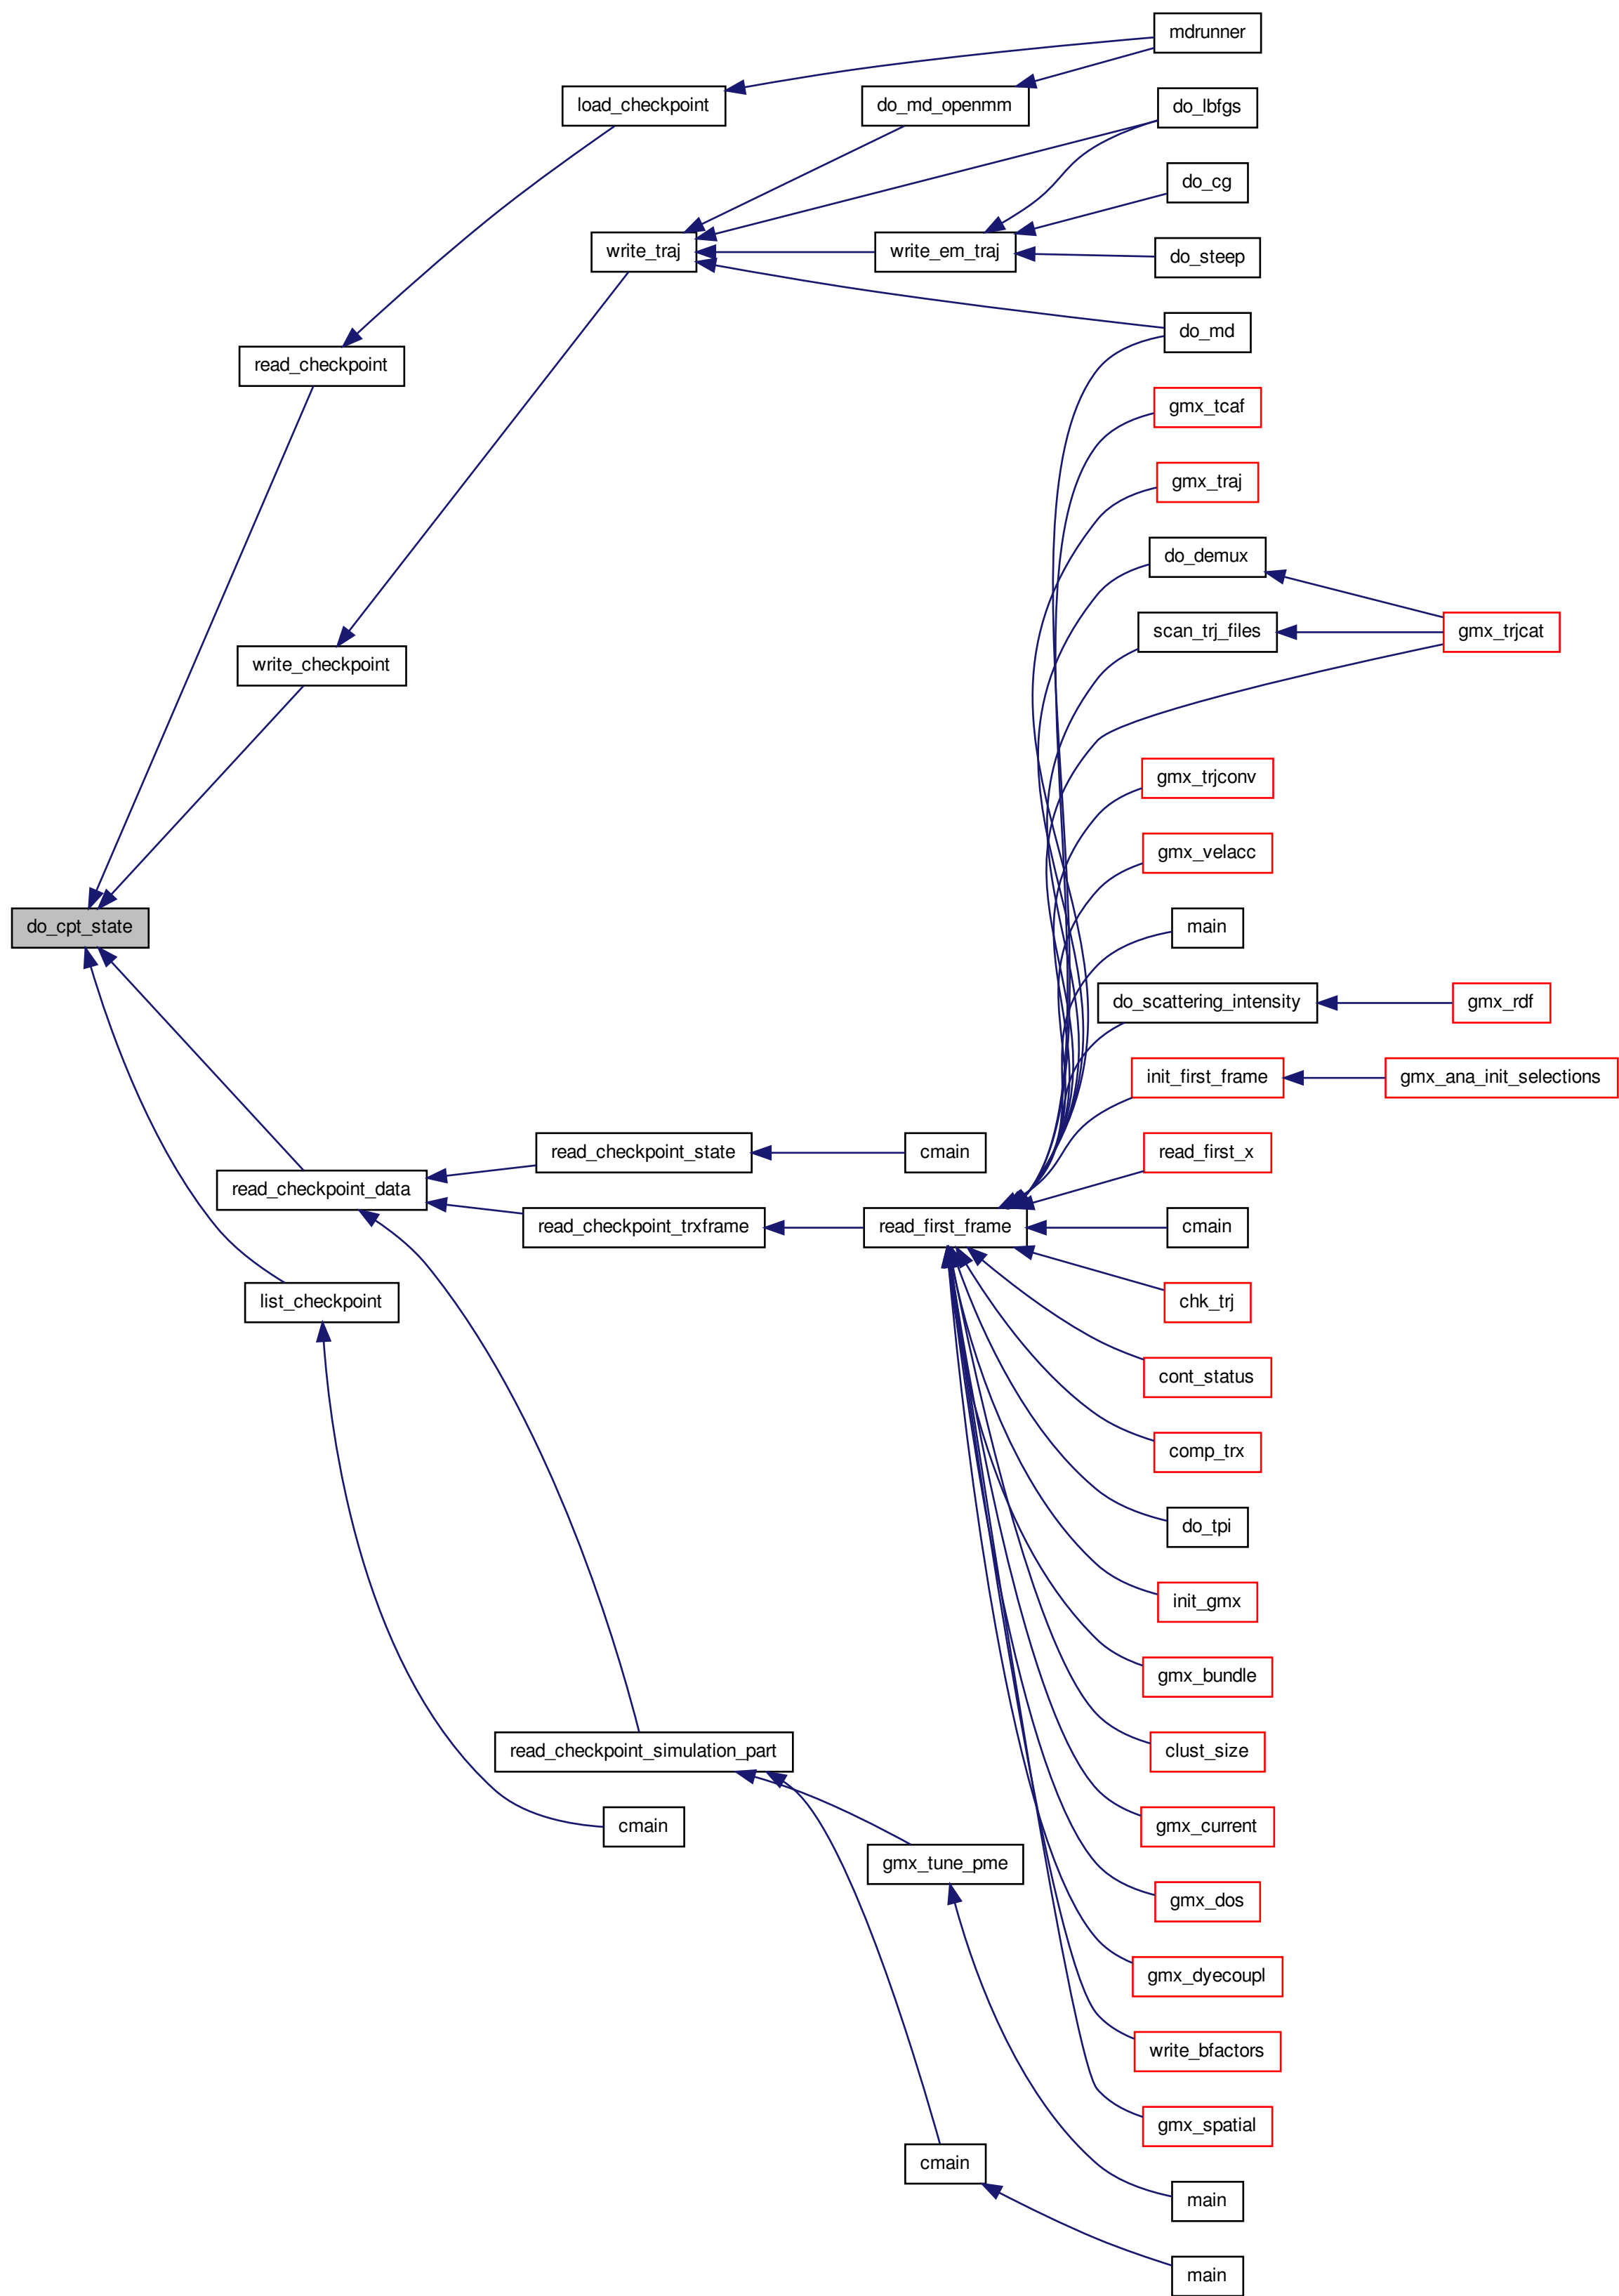 mdrunner
load_checkpoint
do_md_openmm
do_lbfgs
do_cg
write_traj
write_em_traj
do_steep
do_md
read_checkpoint
gmx_tcaf
gmx_traj
do_demux
scan_trj_files
gmx_trjcat
write_checkpoint
gmx_trjconv
gmx_velacc
do_cpt_state
main
do_scattering_intensity
gmx_rdf
init_first_frame
gmx_ana_init_selections
read_checkpoint_state
cmain
read_first_x
read_checkpoint_data
read_checkpoint_trxframe
read_first_frame
cmain
list_checkpoint
chk_trj
cont_status
comp_trx
do_tpi
init_gmx
gmx_bundle
read_checkpoint_simulation_part
clust_size
cmain
gmx_current
gmx_tune_pme
gmx_dos
gmx_dyecoupl
write_bfactors
gmx_spatial
cmain
main
main